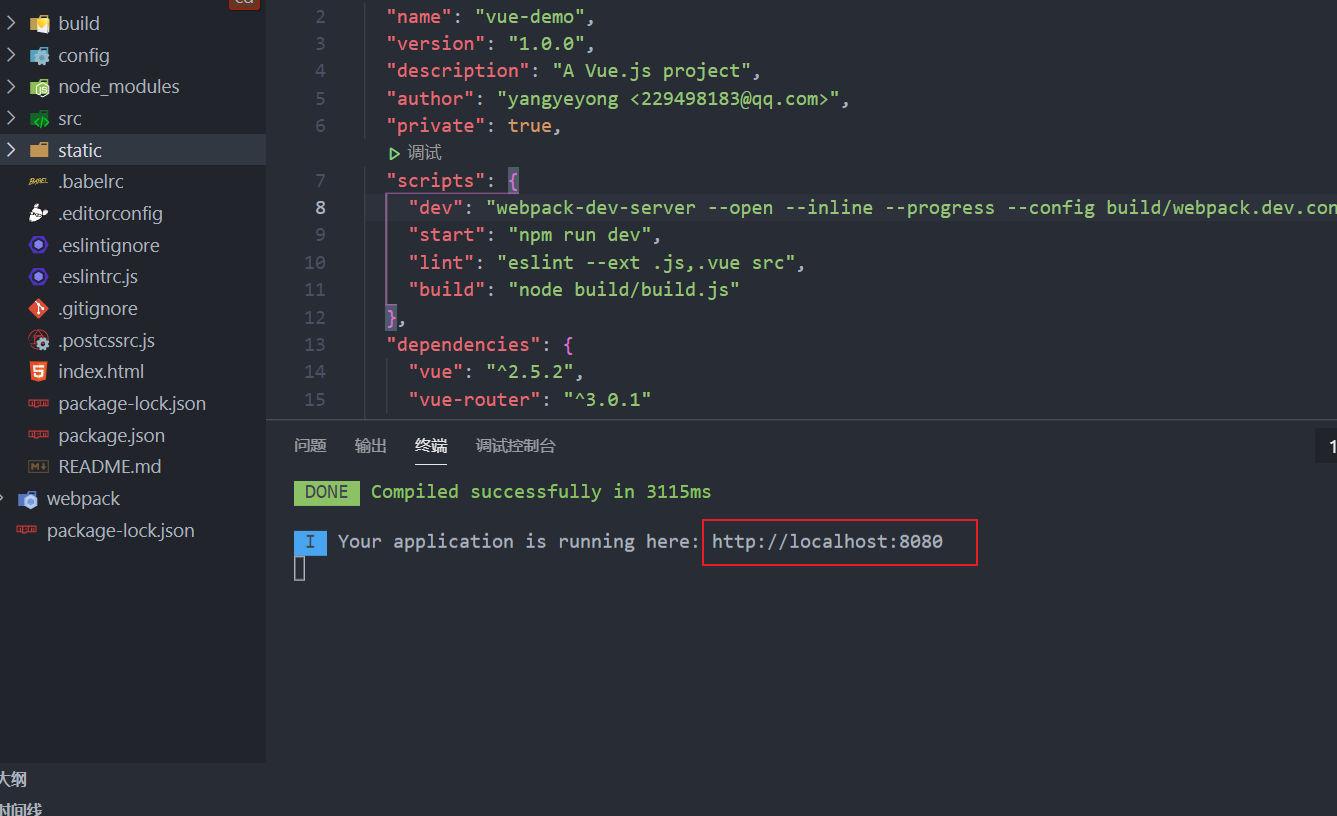 build
config
node_modules
src
static
.babelrc
.editorconfig
.eslintignore
.eslintrc.js
.gitignore
.postcssrc.js
index.html
package-lock.json
package.json
README.md
webpack
package-lock.json
大纲
时间线
2 "name": "vue-demo",
3 "version": "1.0.0",
4 "description": "A Vue.js project",
5 "author": "yangyeyong <229498183@qq.com>",
6 "private": true,
调试
7 "scripts": {
8 "dev": "webpack-dev-server --open --inline --progress --config build/webpack.dev.con
9 "start": "npm run dev",
10 "lint": "eslint --ext .js,.vue src",
11 "build": "node build/build.js"
12 },
13 "dependencies": {
14 "vue": "^2.5.2",
15 "vue-router": "^3.0.1"
问题 输出 终端 调试控制台 1
DONE Compiled successfully in 3115ms
I Your application is running here: http://localhost:8080